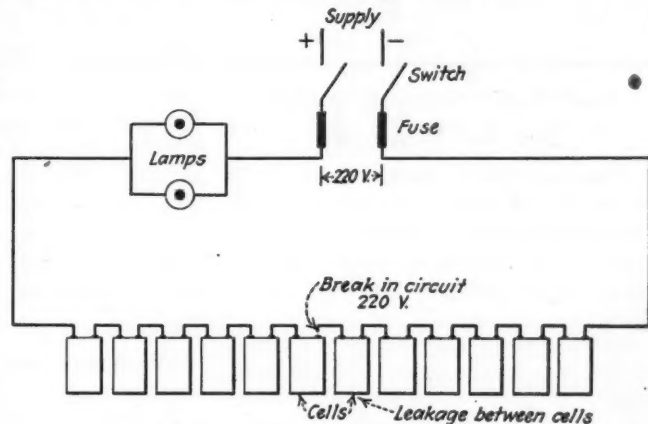 Supply
+ −
Switch
Fuse
Lamps
220 V.
Break in circuit
220 V.
Cells
Leakage between cells